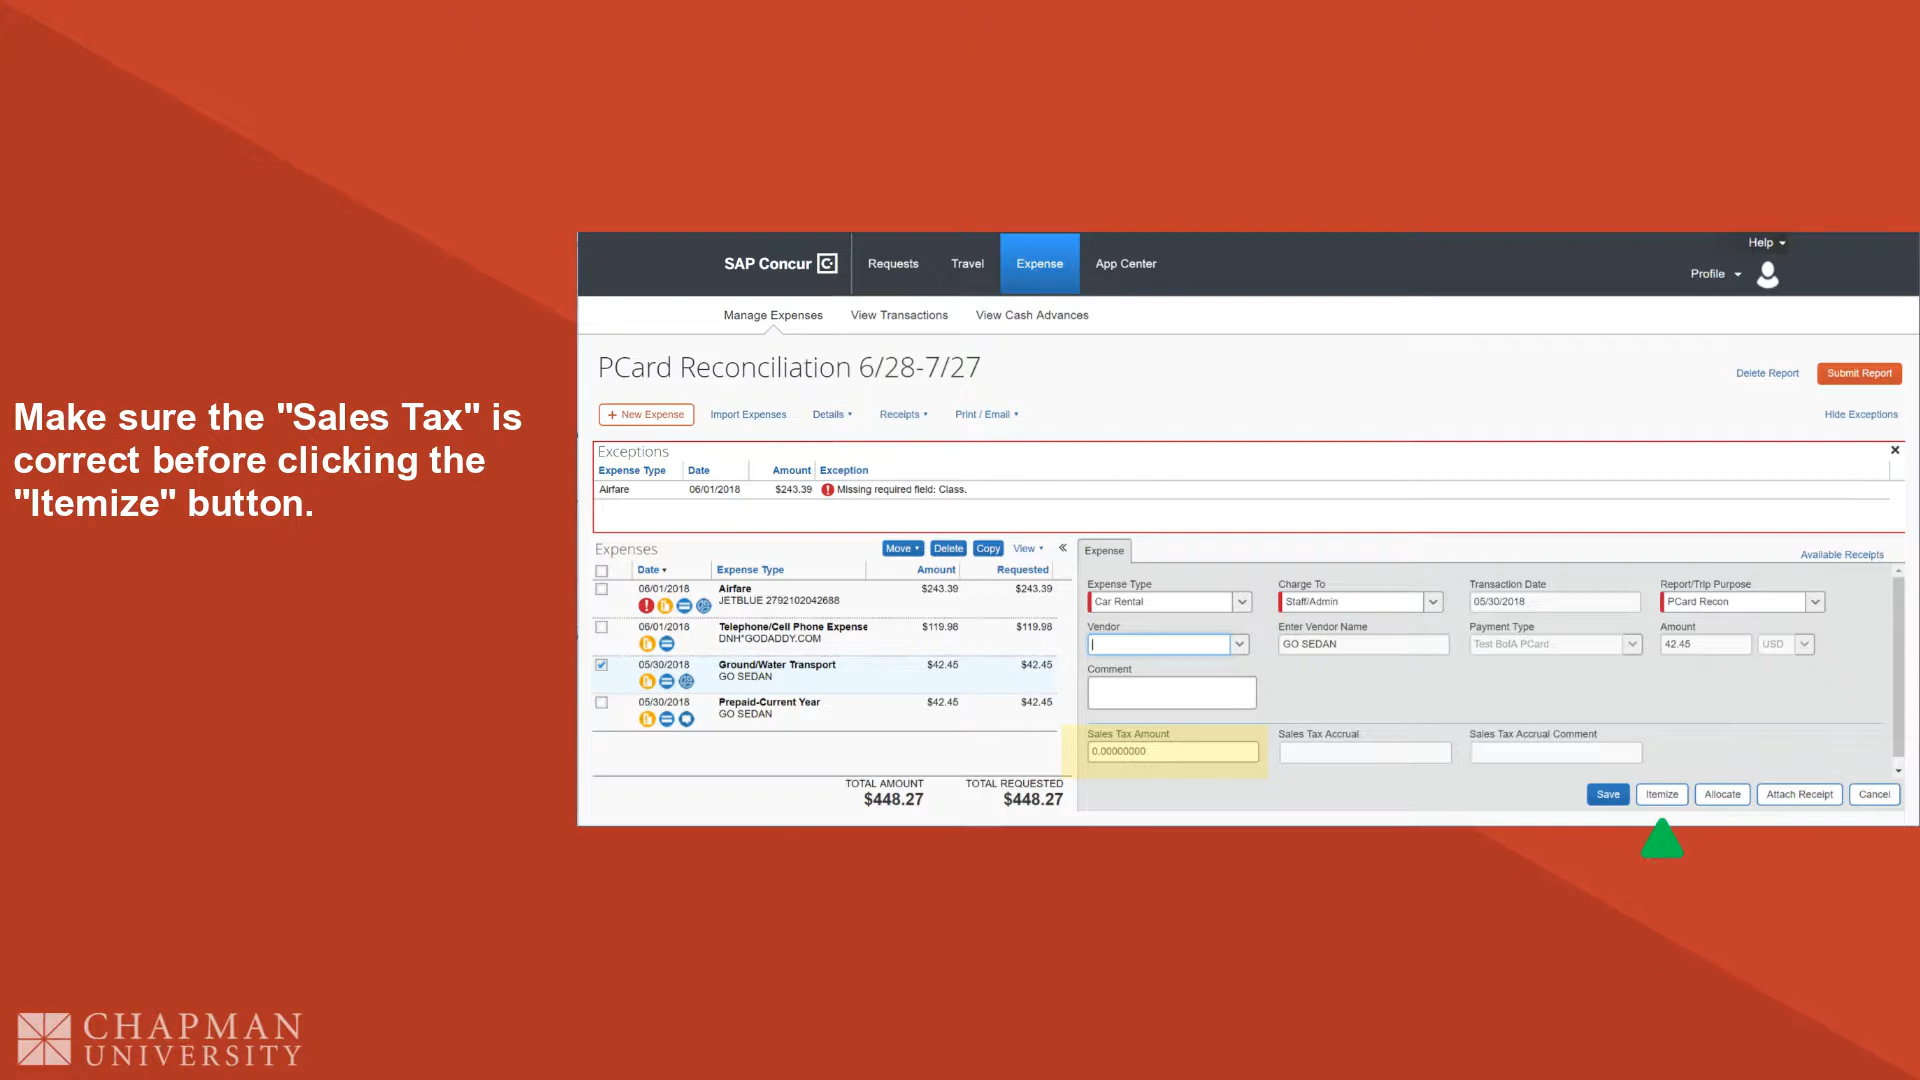 Make sure the "Sales Tax" is
correct before clicking the
"Itemize" button.
SAP Concur
Requests
Travel
Expense
App Center
Help
Profile
Manage Expenses
View Transactions
View Cash Advances
PCard Reconciliation 6/28-7/27
Delete Report
Submit Report
+ New Expense
Import Expenses
Details
Receipts
Print / Email
Hide Exceptions
Exceptions
Expense Type Date Amount Exception
Airfare 06/01/2018 $243.39 Missing required field: Class.
Expenses
Move
Delete
Copy
View
Date Expense Type Amount Requested
06/01/2018 Airfare $243.39 $243.39
JETBLUE 2792102042688
06/01/2018 Telephone/Cell Phone Expense $119.98 $119.98
DNH*GODADDY.COM
05/30/2018 Ground/Water Transport $42.45 $42.45
GO SEDAN
05/30/2018 Prepaid-Current Year $42.45 $42.45
GO SEDAN
TOTAL AMOUNT TOTAL REQUESTED
$448.27 $448.27
Expense
Available Receipts
Expense Type Charge To Transaction Date Report/Trip Purpose
Car Rental Staff/Admin 05/30/2018 PCard Recon
Vendor Enter Vendor Name Payment Type Amount
GO SEDAN Test BofA PCard 42.45 USD
Comment
Sales Tax Amount Sales Tax Accrual Sales Tax Accrual Comment
0.00000000
Save
Itemize
Allocate
Attach Receipt
Cancel
CHAPMAN
UNIVERSITY